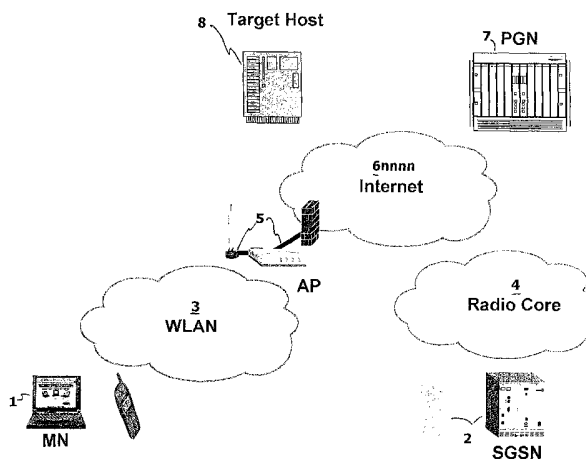 Target Host
8
7 PGN
6nnnn
Internet
5
AP
3
WLAN
4
Radio Core
1
MN
2
SGSN